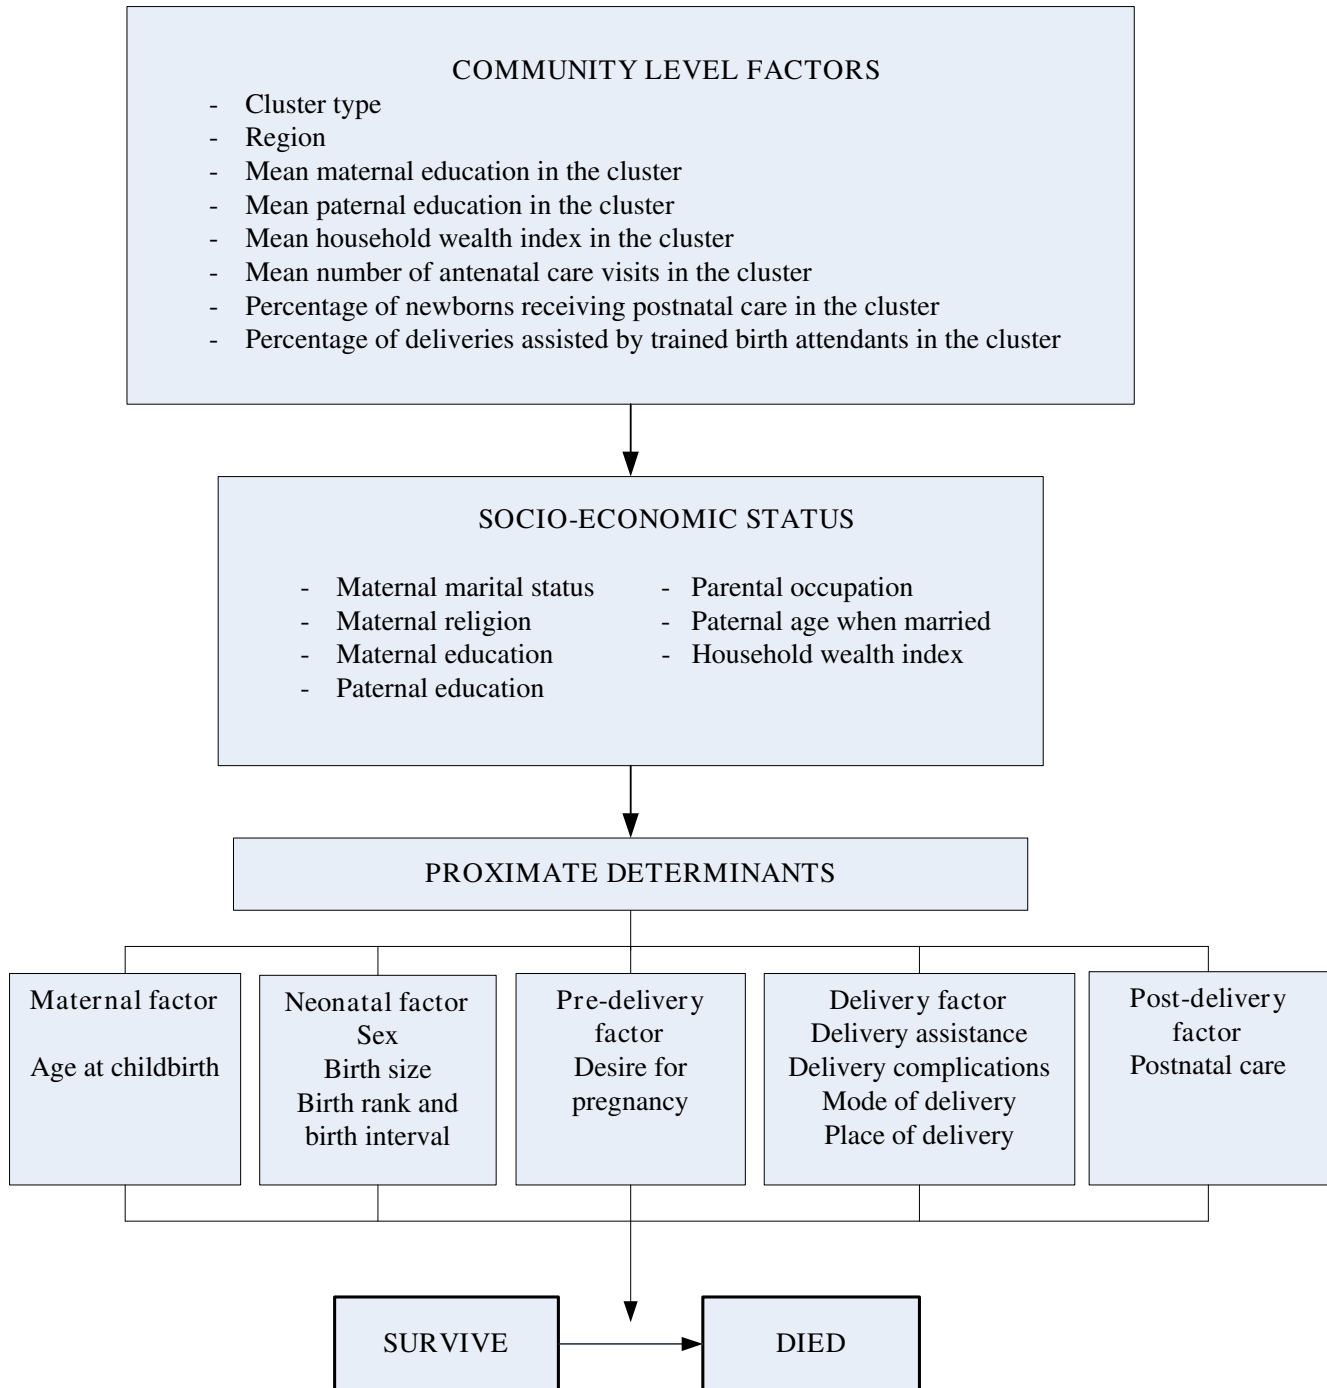 COMMUNITY LEVEL FACTORS
- Cluster type
- Region
- Mean maternal education in the cluster
- Mean paternal education in the cluster
- Mean household wealth index in the cluster
- Mean number of antenatal care visits in the cluster
- Percentage of newborns receiving postnatal care in the cluster
- Percentage of deliveries assisted by trained birth attendants in the cluster
SOCIO-ECONOMIC STATUS
- Maternal marital status
- Maternal religion
- Maternal education
- Paternal education
- Parental occupation
- Paternal age when married
- Household wealth index
PROXIMATE DETERMINANTS
Maternal factor
Age at childbirth
Neonatal factor
Sex
Birth size
Birth rank and
birth interval
Pre-delivery
factor
Desire for
pregnancy
Delivery factor
Delivery assistance
Delivery complications
Mode of delivery
Place of delivery
Post-delivery
factor
Postnatal care
SURVIVE
DIED